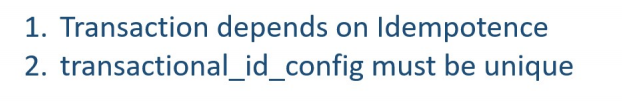 1. Transaction depends on Idempotence
2. transactional_id_config must be unique